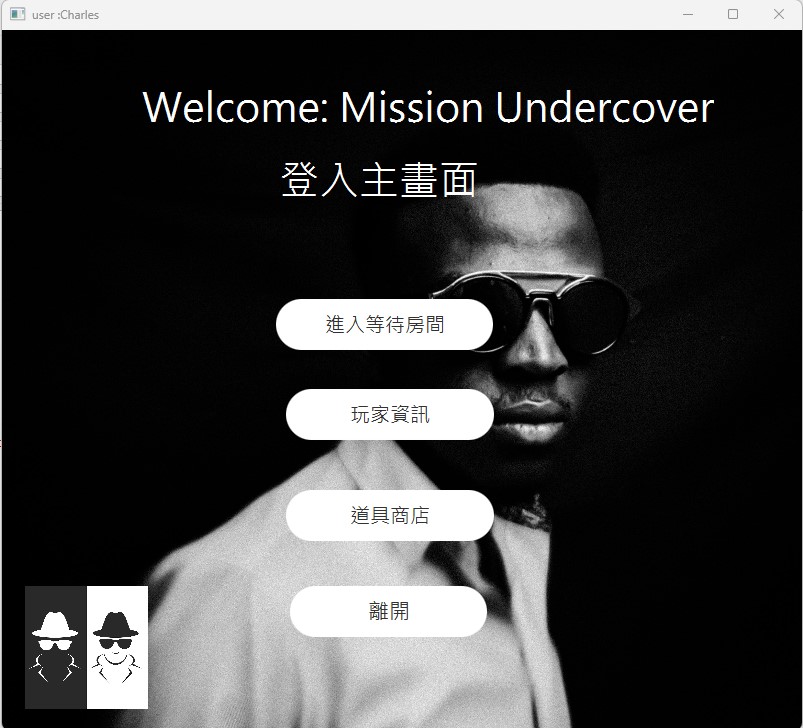 user :Charles
Welcome: Mission Undercover
登入主畫面
進入等待房間
玩家資訊
道具商店
離開